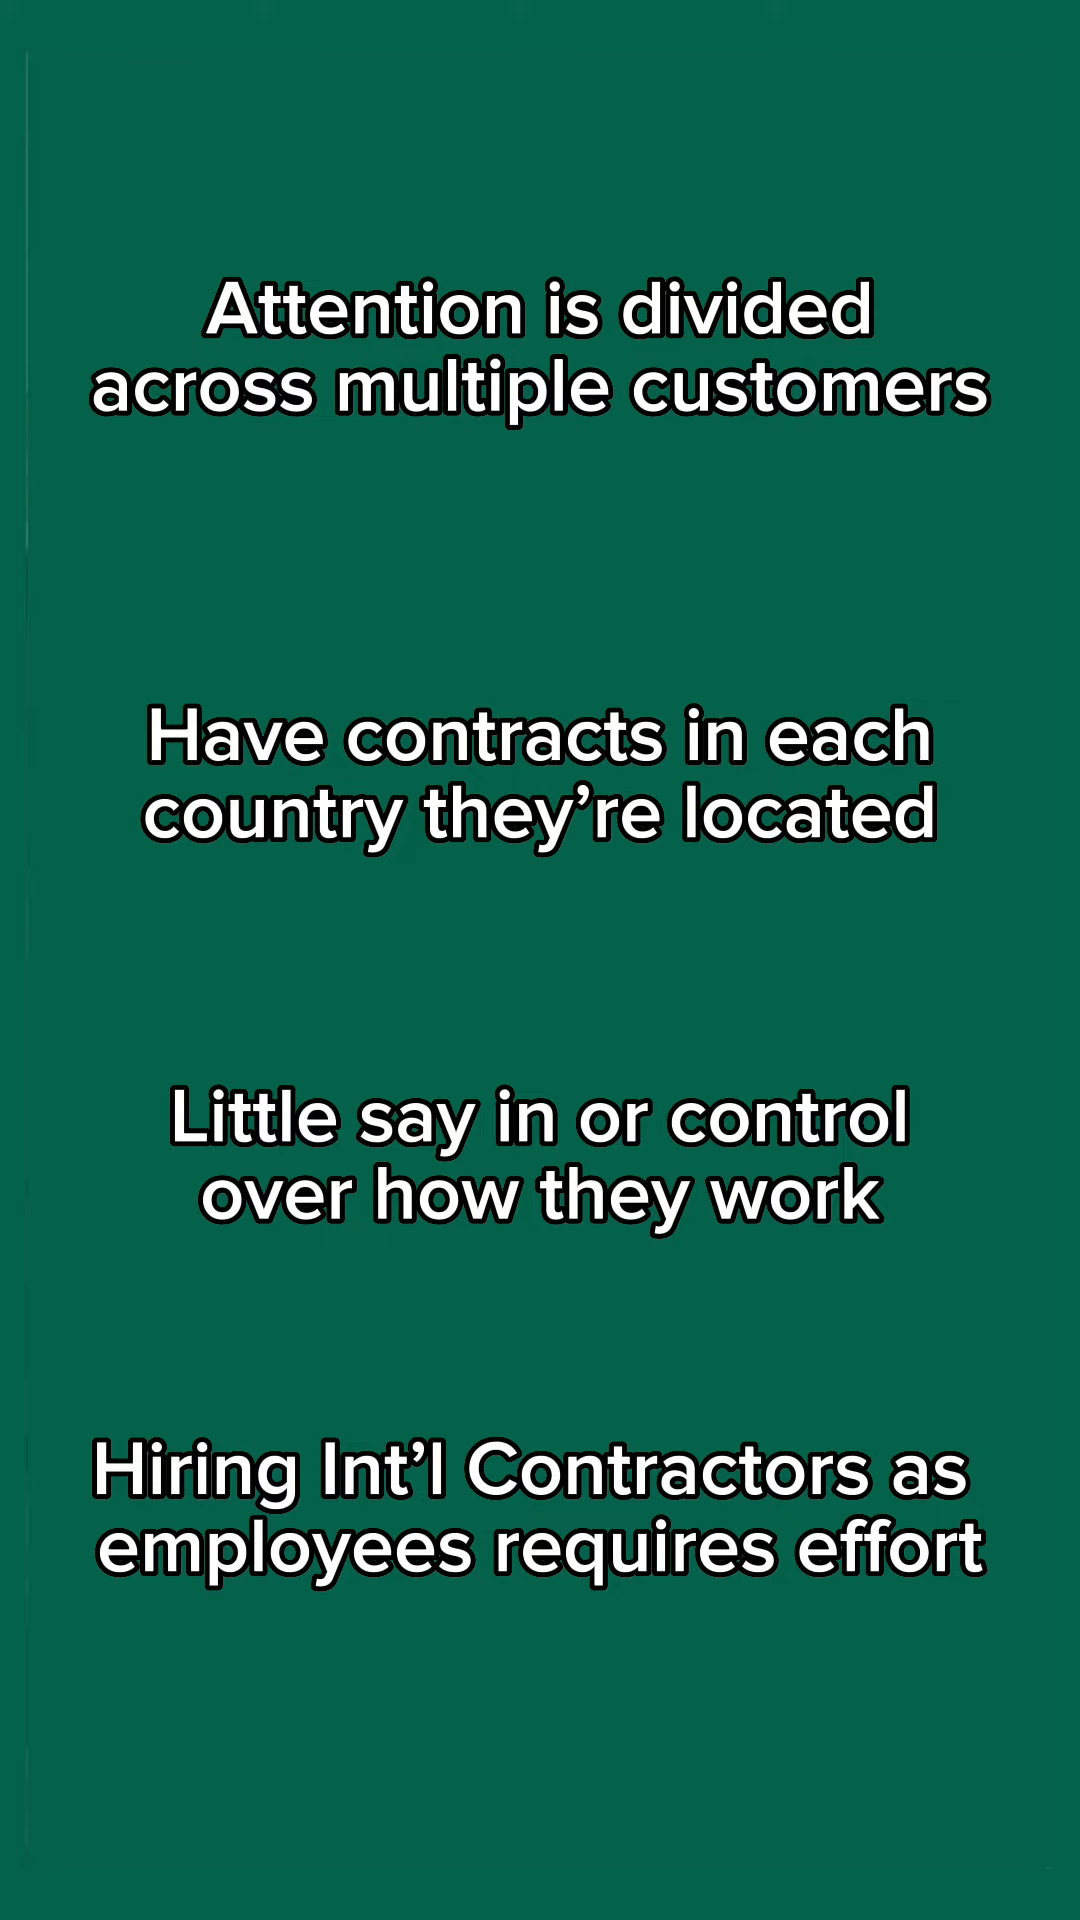 Attention is divided
across multiple customers
Have contracts in each
country they’re located
Little say in or control
over how they work
Hiring Int’l Contractors as
employees requires effort